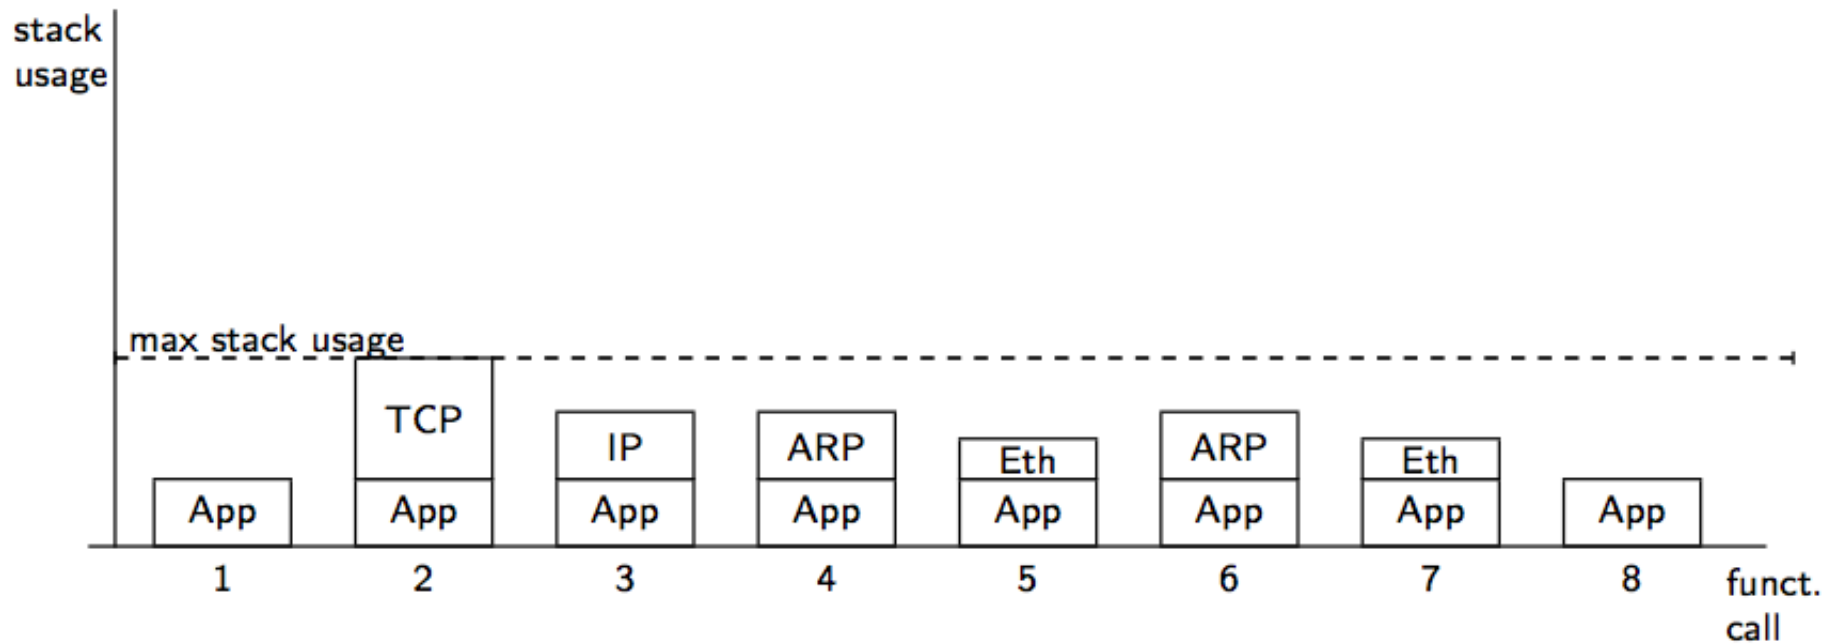 stack
usage
max stack usage
TCP
IP
ARP
Eth
ARP
Eth
App
App
App
App
App
App
App
App
1
2
3
4
5
6
7
8
funct.
call